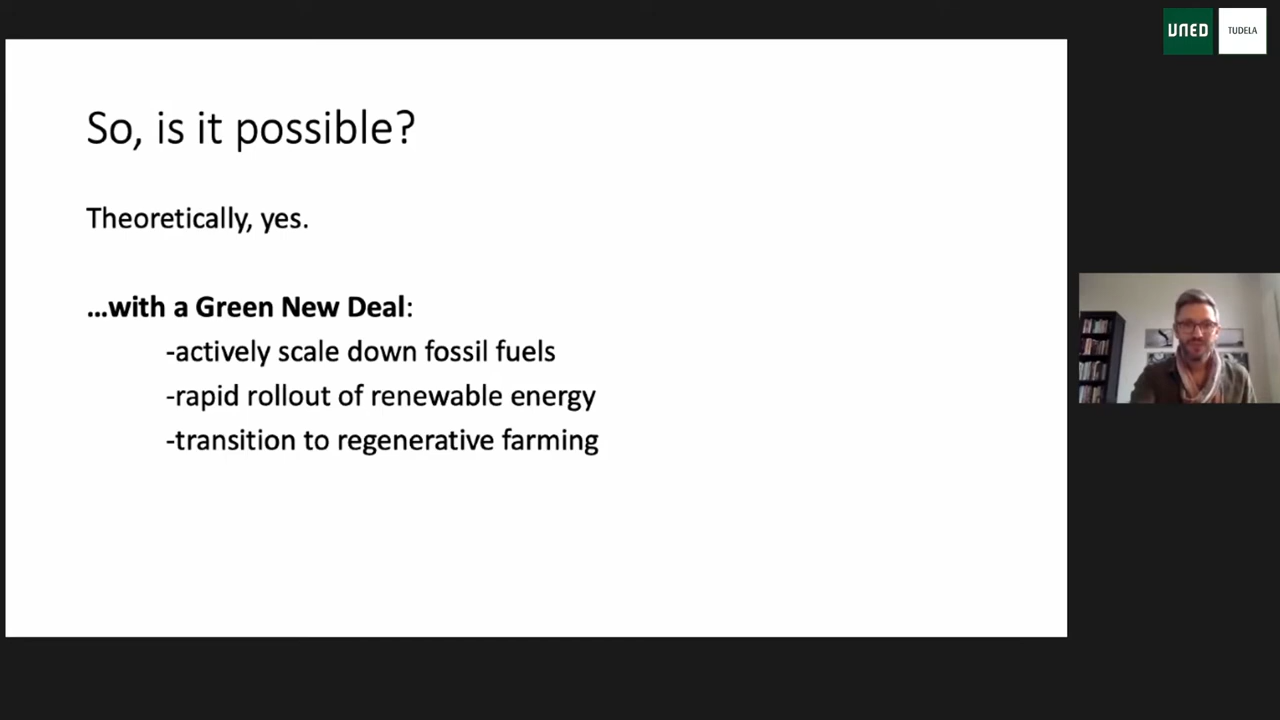 UNED
TUDELA
So, is it possible?
Theoretically, yes.
...with a Green New Deal:
-actively scale down fossil fuels
-rapid rollout of renewable energy
-transition to regenerative farming